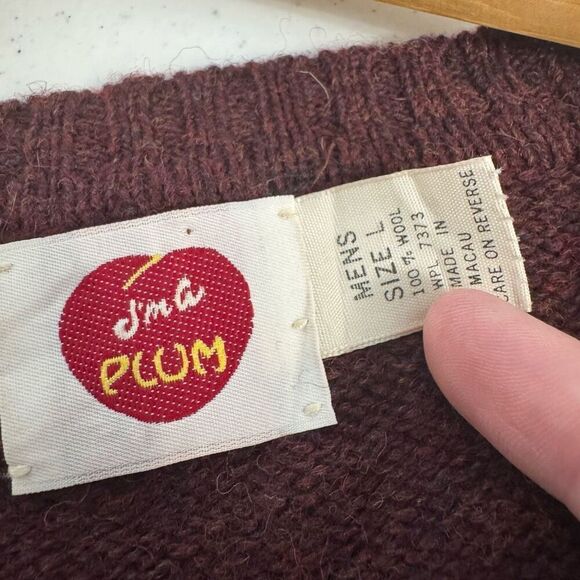 I'm a
PLUM
MENS
SIZE L
100% WOOL
WPL 7373
MADE IN
MACAU
CARE ON REVERSE